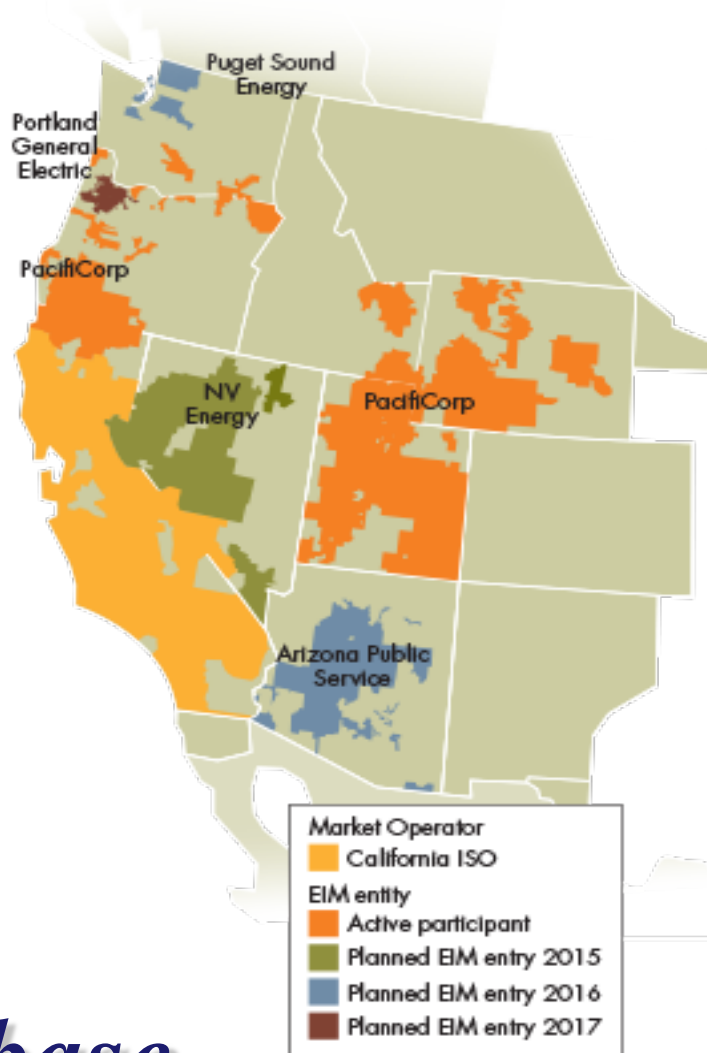 Puget Sound
Energy
Portland
General
Electric
PacifiCorp
NV
Energy
PacifiCorp
Arizona Public
Service
Market Operator
California ISO
EIM entity
Active participant
Planned EIM entry 2015
Planned EIM entry 2016
Planned EIM entry 2017